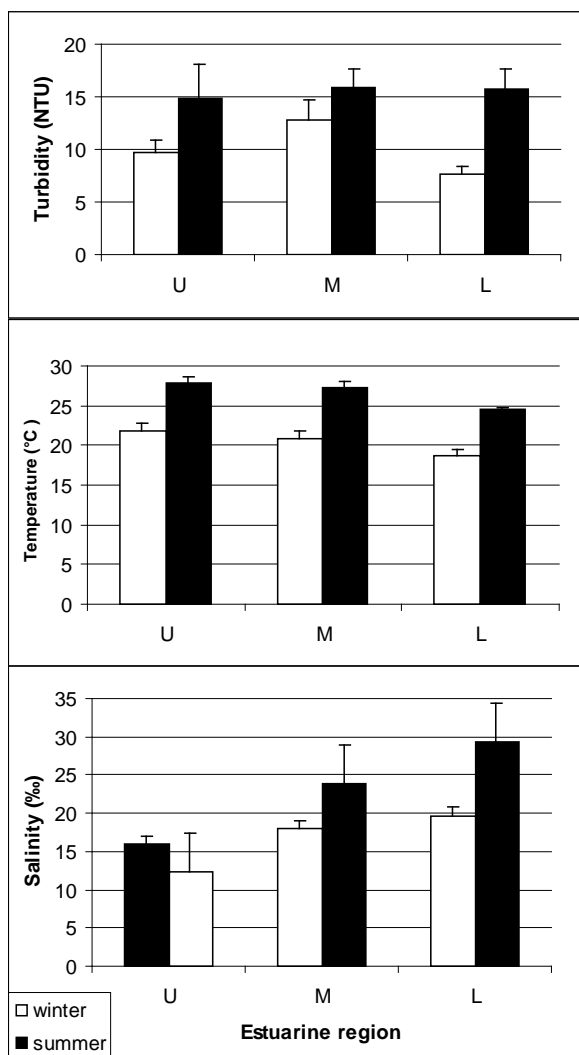 20
15
10
5
0
Turbidity (NTU)
U M L
30
25
20
15
10
5
0
Temperature (°C )
U M L
35
30
25
20
15
10
5
0
Salinity (‰)
U M L
winter
summer
Estuarine region